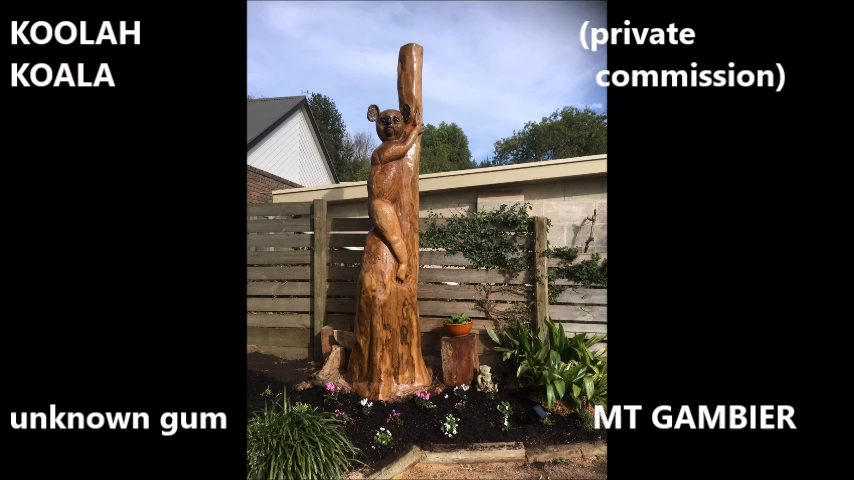 KOOLAH
KOALA
(private
commission)
unknown gum
MT GAMBIER